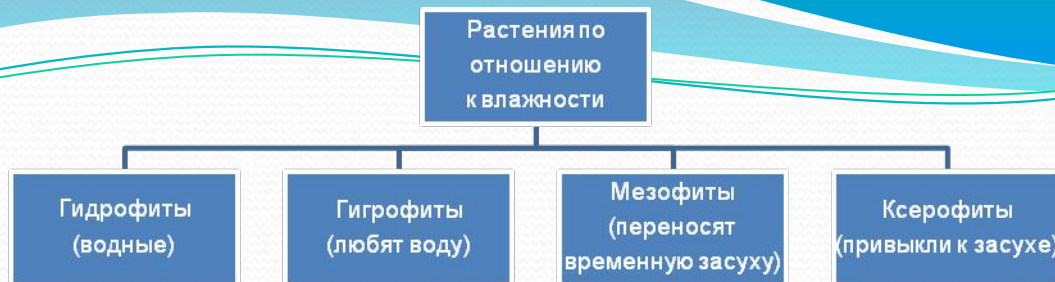 Растения по
отношению
к влажности
Гидрофиты
(водные)
Гигрофиты
(любят воду)
Мезофиты
(переносят
временную засуху)
Ксерофиты
(привыкли к засухе)